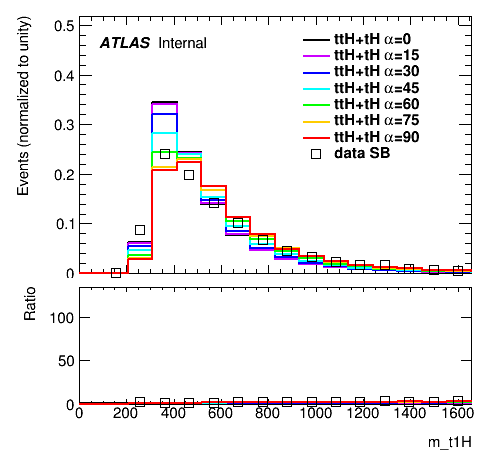 0.5
0.4
0.3
0.2
0.1
0
Events (normalized to unity)
ATLAS Internal
ttH+tH α=0
ttH+tH α=15
ttH+tH α=30
ttH+tH α=45
ttH+tH α=60
ttH+tH α=75
ttH+tH α=90
data SB
Ratio
100
50
0
0 200 400 600 800 1000 1200 1400 1600
m_t1H